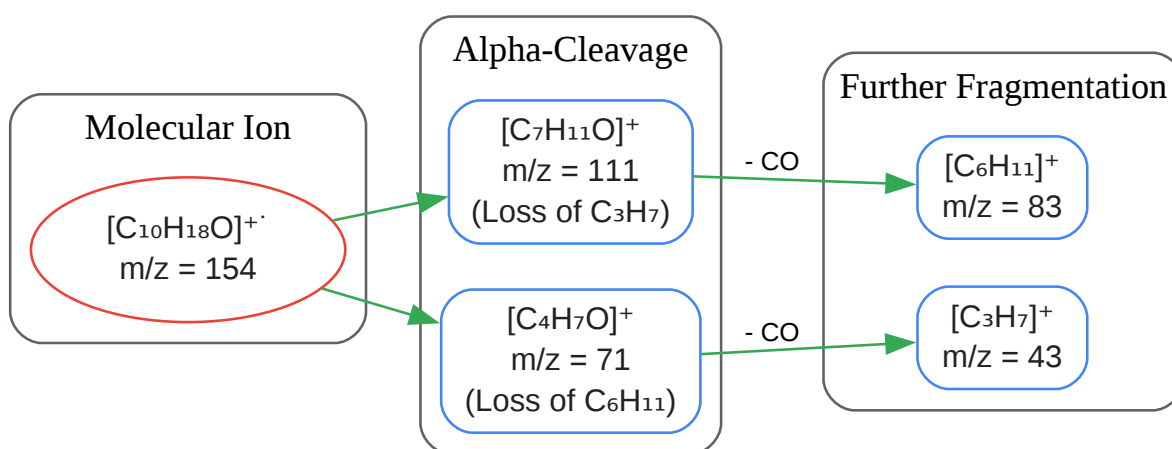 Molecular Ion
[C₁₀H₁₈O]⁺˙
m/z = 154
Alpha-Cleavage
[C₇H₁₁O]⁺
m/z = 111
(Loss of C₃H₇)
[C₄H₇O]⁺
m/z = 71
(Loss of C₆H₁₁)
- CO
- CO
Further Fragmentation
[C₆H₁₁]⁺
m/z = 83
[C₃H₇]⁺
m/z = 43